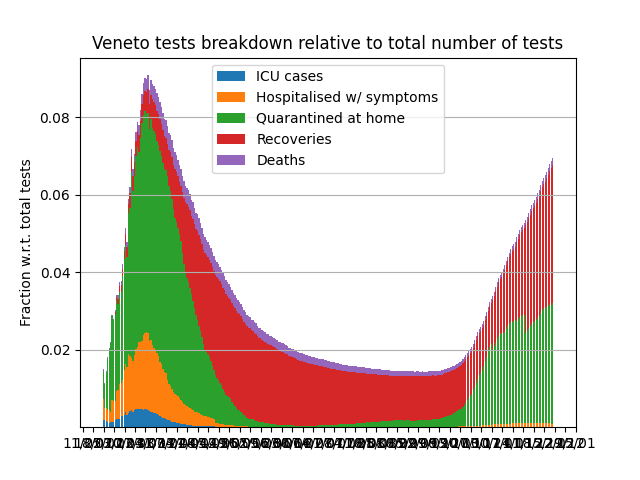 Veneto tests breakdown relative to total number of tests
ICU cases
Hospitalised w/ symptoms
Quarantined at home
Recoveries
Deaths
0.08
0.06
0.04
0.02
Fraction w.r.t. total tests